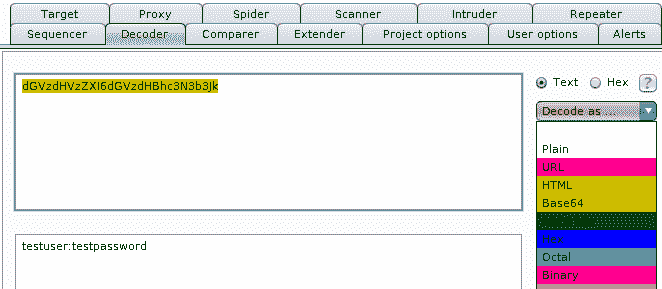 Target Proxy Spider Scanner Intruder Repeater
Sequencer Decoder Comparer Extender Project options User options Alerts
dGVzdHVzZXI6dGVzdHBhc3N3b3Jk
Text Hex ?
Decode as ...
Plain
URL
HTML
Base64
Hex
Octal
Binary
testuser:testpassword